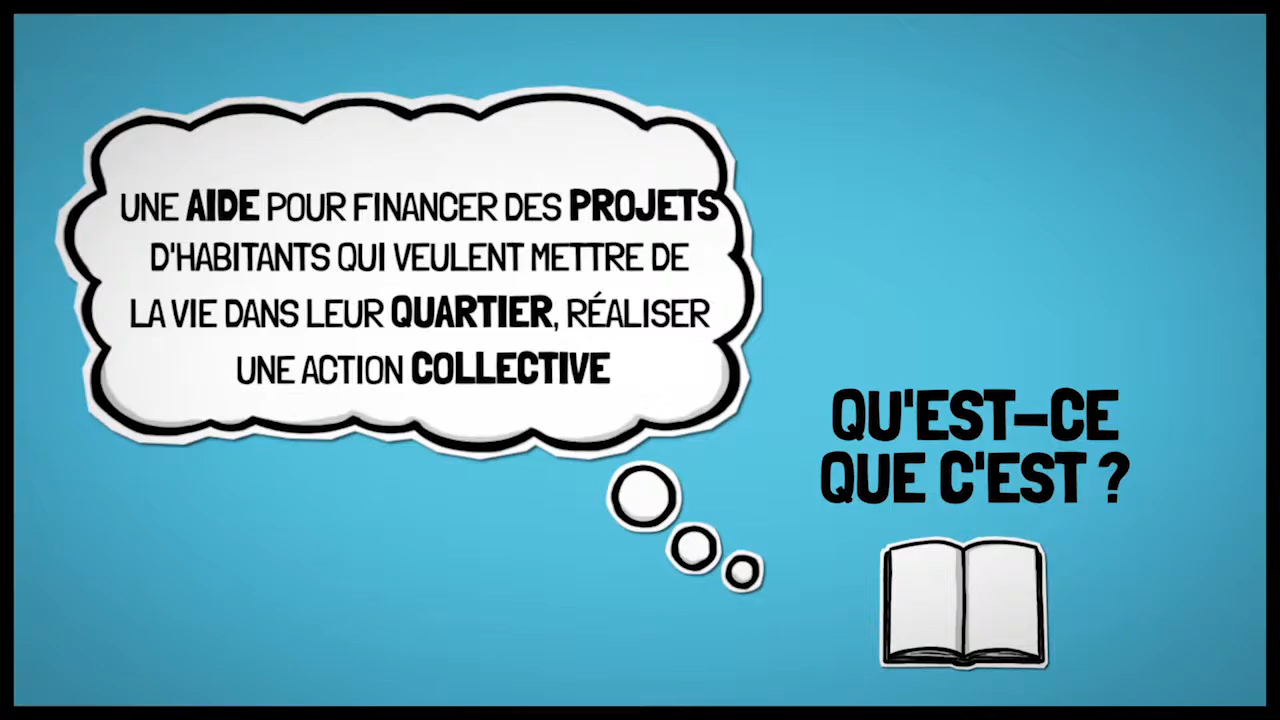 UNE AIDE POUR FINANCER DES PROJETS
D'HABITANTS QUI VEULENT METTRE DE
LA VIE DANS LEUR QUARTIER, RÉALISER
UNE ACTION COLLECTIVE
QU'EST-CE
QUE C'EST ?